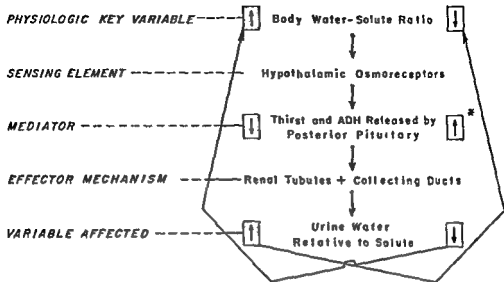 PHYSIOLOGIC KEY VARIABLE
Body Water-Solute Ratio
SENSING ELEMENT
Hypothalamic Osmoreceptors
MEDIATOR
Thirst and ADH Released by
Posterior Pituitary
*
EFFECTOR MECHANISM
Renal Tubules + Collecting Ducts
VARIABLE AFFECTED
Urine Water
Relative to Solute